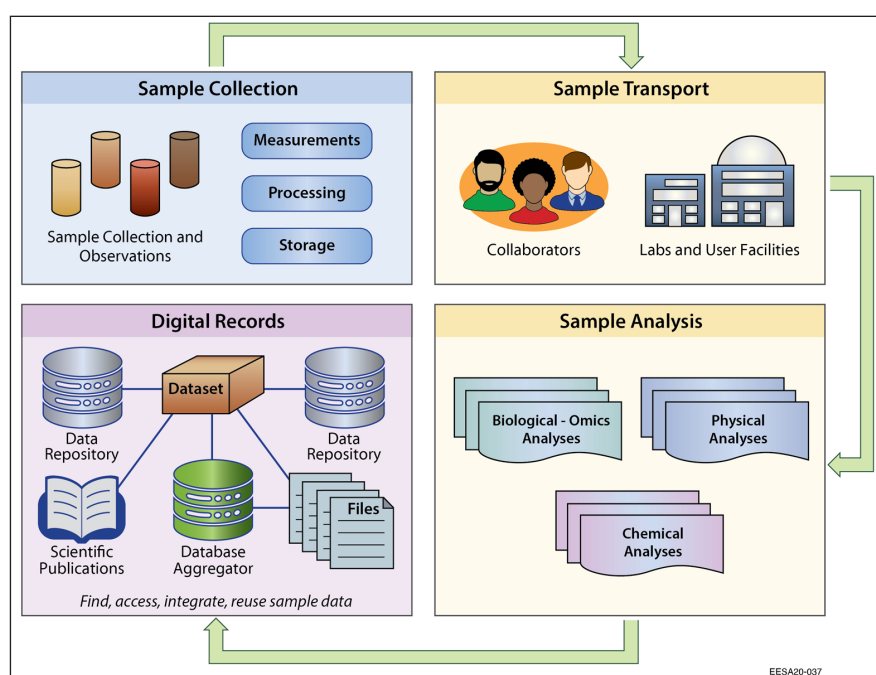 Sample Collection
Measurements
Processing
Storage
Sample Collection and
Observations
Sample Transport
Collaborators
Labs and User Facilities
Digital Records
Dataset
Data
Repository
Data
Repository
Files
Scientific
Publications
Database
Aggregator
Find, access, integrate, reuse sample data
Sample Analysis
Biological - Omics
Analyses
Physical
Analyses
Chemical
Analyses
EESA20-037